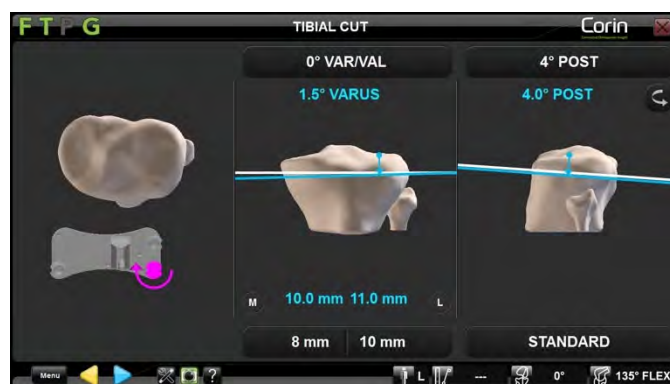 F T P G TIBIAL CUT Corin
0° VAR/VAL 4° POST
1.5° VARUS 4.0° POST
M 10.0 mm 11.0 mm L
8 mm 10 mm STANDARD
Menu ? L --- 0° 135° FLEX